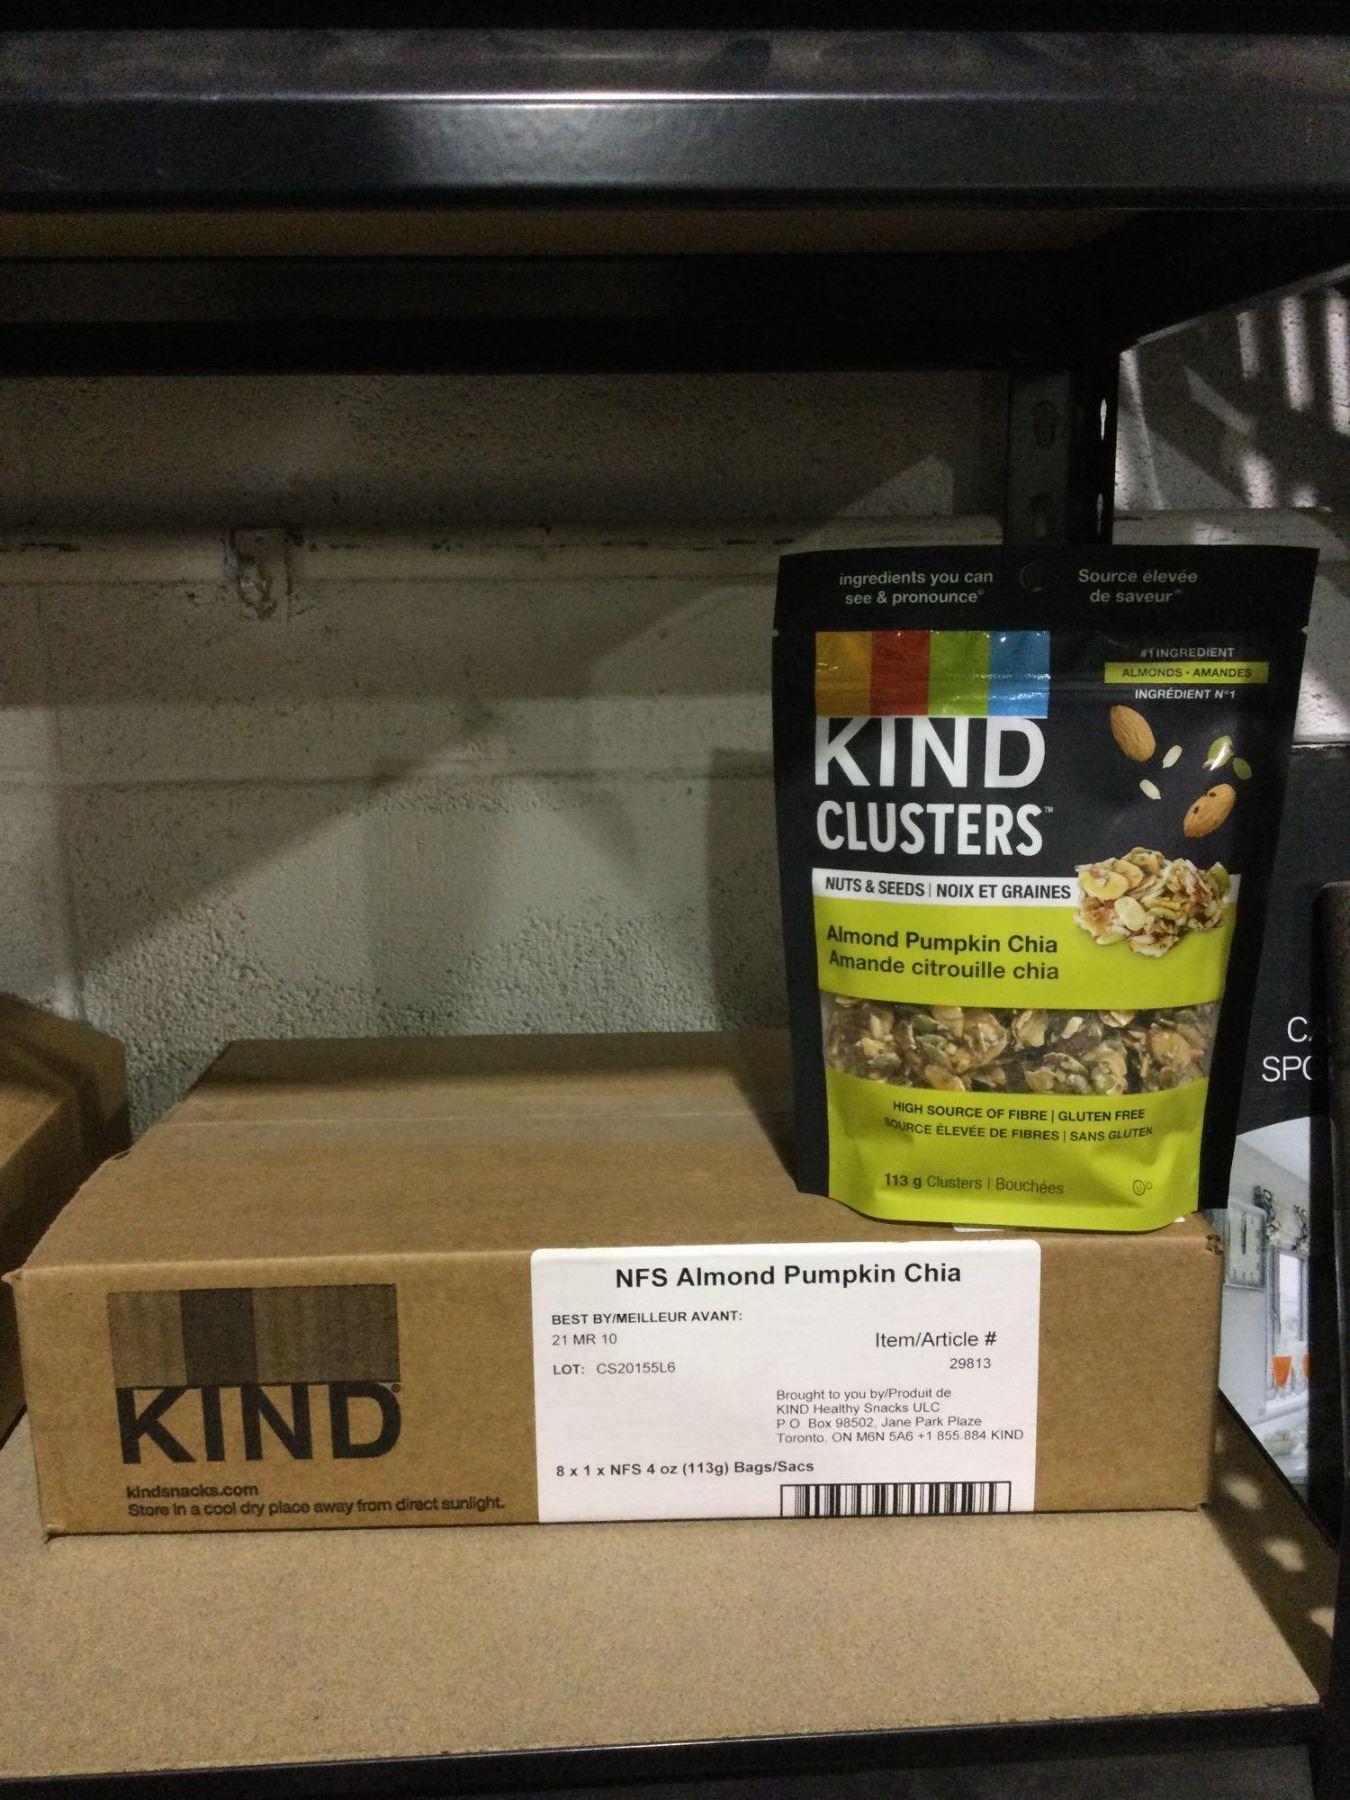 ingredients you can
see & pronounce®
Source élevée
de saveur™
#1 INGREDIENT
ALMONDS • AMANDES
INGRÉDIENT N°1
KIND
CLUSTERS™
NUTS & SEEDS | NOIX ET GRAINES
Almond Pumpkin Chia
Amande citrouille chia
HIGH SOURCE OF FIBRE | GLUTEN FREE
SOURCE ÉLEVÉE DE FIBRES | SANS GLUTEN
113 g Clusters | Bouchées
KIND®
kindsnacks.com
Store in a cool dry place away from direct sunlight.
NFS Almond Pumpkin Chia
BEST BY/MEILLEUR AVANT:
21 MR 10
LOT: CS20155L6
Item/Article #
29813
Brought to you by/Produit de
KIND Healthy Snacks ULC
P O. Box 98502, Jane Park Plaze
Toronto, ON M6N 5A6 +1 855.884.KIND
8 x 1 x NFS 4 oz (113g) Bags/Sacs